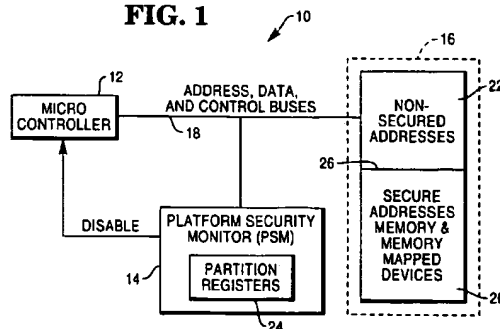 FIG. 1
10
16
12
MICRO
CONTROLLER
ADDRESS, DATA,
AND CONTROL BUSES
18
22
NON-
SECURED
ADDRESSES
26
DISABLE
PLATFORM SECURITY
MONITOR (PSM)
14
PARTITION
REGISTERS
24
SECURE
ADDRESSES
MEMORY &
MEMORY
MAPPED
DEVICES
20